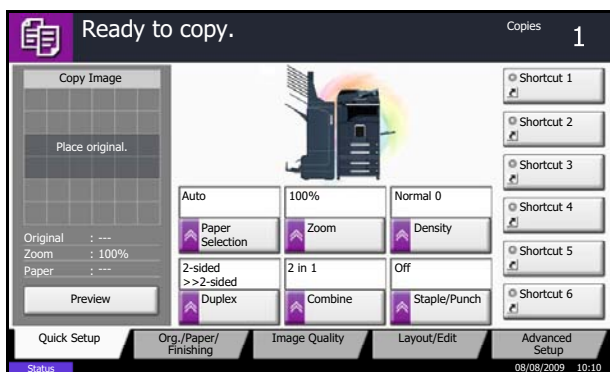 Ready to copy.
Copies
1
Copy Image
Place original.
Original : ---
Zoom : 100%
Paper : ---
Preview
Auto
Paper
Selection
100%
Zoom
Normal 0
Density
2-sided
>>2-sided
Duplex
2 in 1
Combine
Off
Staple/Punch
Shortcut 1
Shortcut 2
Shortcut 3
Shortcut 4
Shortcut 5
Shortcut 6
Quick Setup
Org./Paper/
Finishing
Image Quality
Layout/Edit
Advanced
Setup
Status
08/08/2009 10:10